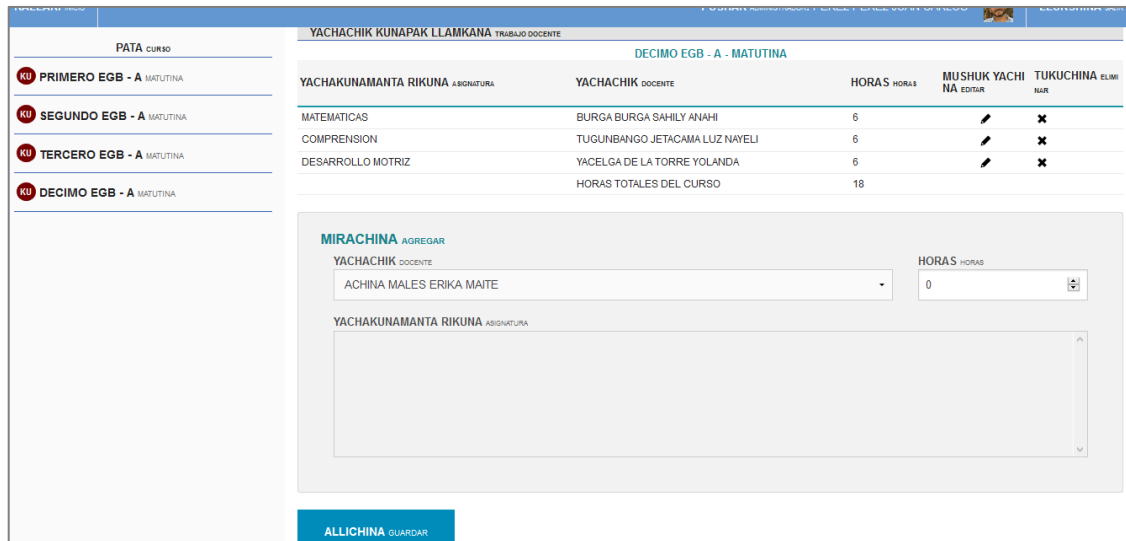 PATA CURSO
KU PRIMERO EGB - A MATUTINA
KU SEGUNDO EGB - A MATUTINA
KU TERCERO EGB - A MATUTINA
KU DECIMO EGB - A MATUTINA
YACHACHIK KUNAPAK LLAMKANA TRABAJO DOCENTE
DECIMO EGB - A - MATUTINA
YACHAKUNAMANTA RIKUNA ASIGNATURA YACHACHIK DOCENTE HORAS HORAS MUSHUK YACHINA EDITAR TUKUCHINA ELIMINAR
MATEMATICAS BURGA BURGA SAHILY ANAHI 6
COMPRENSION TUGUNBANGO JETACAMA LUZ NAYELI 6
DESARROLLO MOTRIZ YACELGA DE LA TORRE YOLANDA 6
HORAS TOTALES DEL CURSO 18
MIRACHINA AGREGAR
YACHACHIK DOCENTE HORAS HORAS
ACHINA MALES ERIKA MAITE 0
YACHAKUNAMANTA RIKUNA ASIGNATURA
ALLICHINA GUARDAR